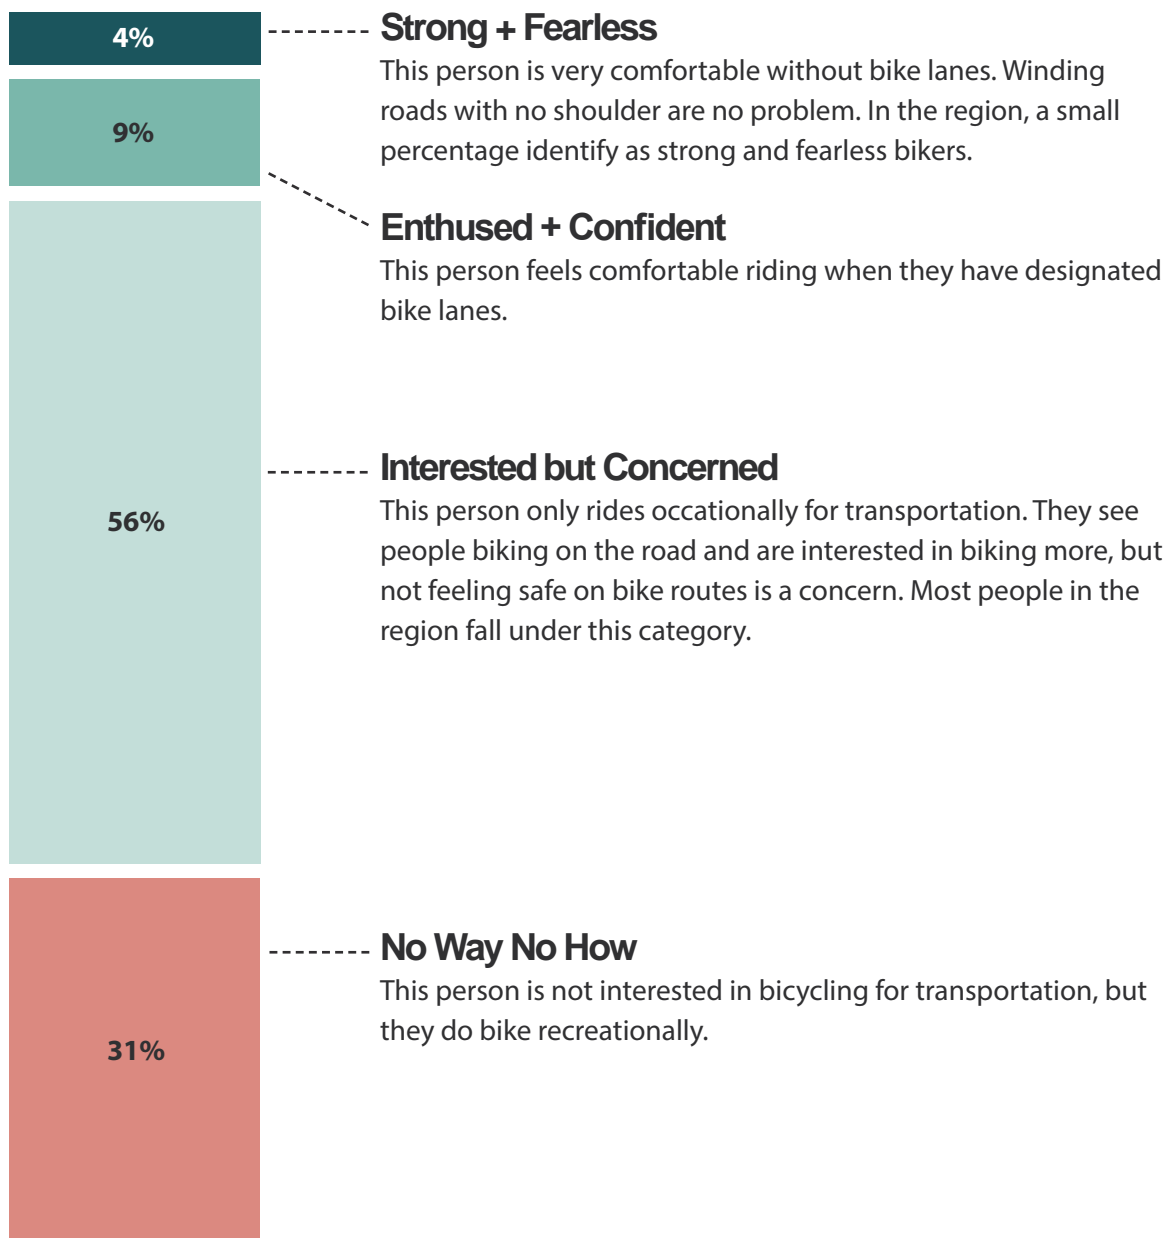 4%
Strong + Fearless
This person is very comfortable without bike lanes. Winding
roads with no shoulder are no problem. In the region, a small
percentage identify as strong and fearless bikers.
9%
Enthused + Confident
This person feels comfortable riding when they have designated
bike lanes.
56%
Interested but Concerned
This person only rides occationally for transportation. They see
people biking on the road and are interested in biking more, but
not feeling safe on bike routes is a concern. Most people in the
region fall under this category.
31%
No Way No How
This person is not interested in bicycling for transportation, but
they do bike recreationally.